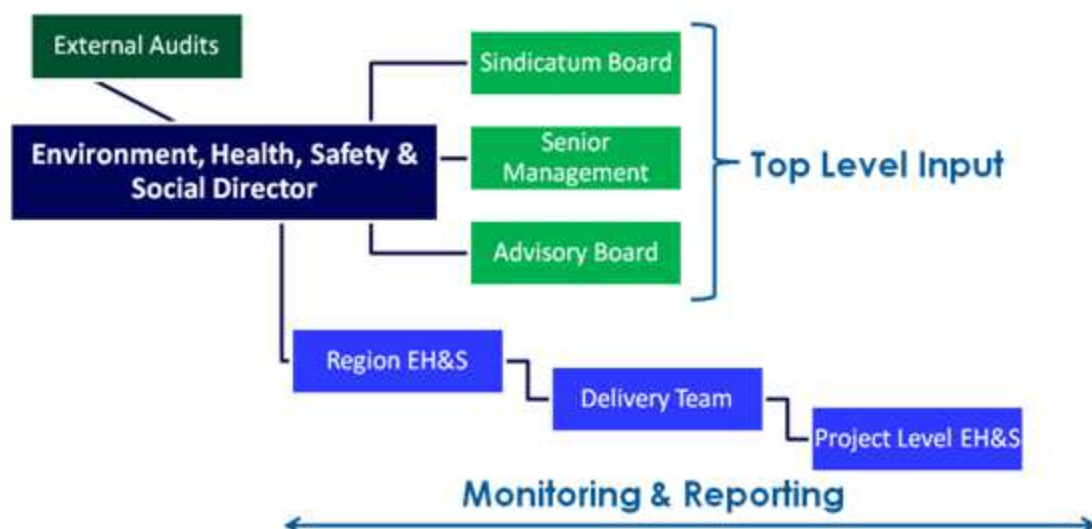 External Audits
Sindicatum Board
Environment, Health, Safety &
Social Director
Senior
Management
Top Level Input
Advisory Board
Region EH&S
Delivery Team
Project Level EH&S
Monitoring & Reporting